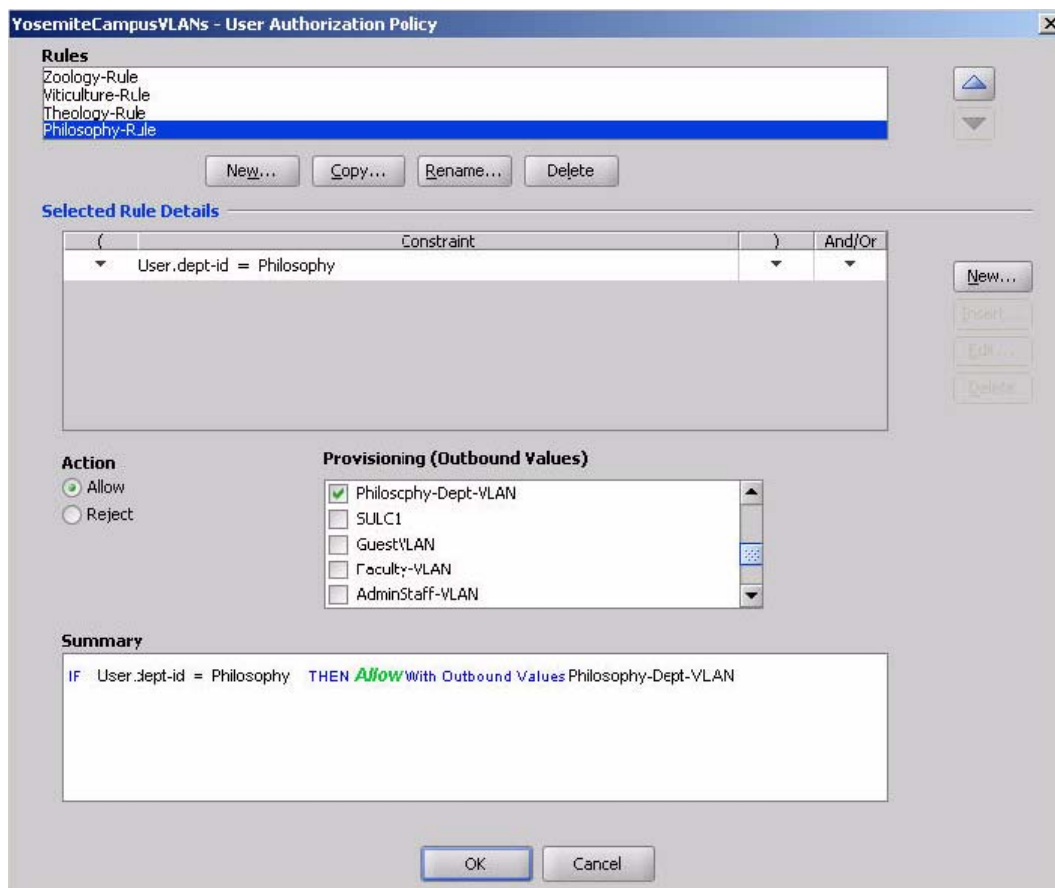 YosemiteCampusVLANs - User Authorization Policy
Rules
Zoology-Rule
Viticulture-Rule
Theology-Rule
Philosophy-Rule
New... Copy... Rename... Delete
Selected Rule Details
( Constraint ) And/Or
User.dept-id = Philosophy
New...
Insert...
Edit...
Delete
Action
Provisioning (Outbound Values)
Allow
Reject
Philosophy-Dept-VLAN
SULC1
GuestVLAN
Faculty-VLAN
AdminStaff-VLAN
Summary
IF User.dept-id = Philosophy THEN Allow With Outbound Values Philosophy-Dept-VLAN
OK Cancel